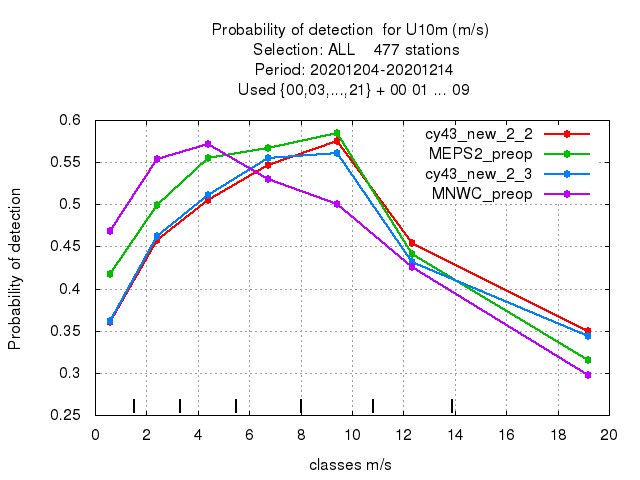 Probability of detection for U10m (m/s)
Selection: ALL 477 stations
Period: 20201204-20201214
Used {00,03,...,21} + 00 01 ... 09
cy43_new_2_2
MEPS2_preop
cy43_new_2_3
MNWC_preop
Probability of detection
0.6
0.55
0.5
0.45
0.4
0.35
0.3
0.25
0 2 4 6 8 10 12 14 16 18 20
classes m/s